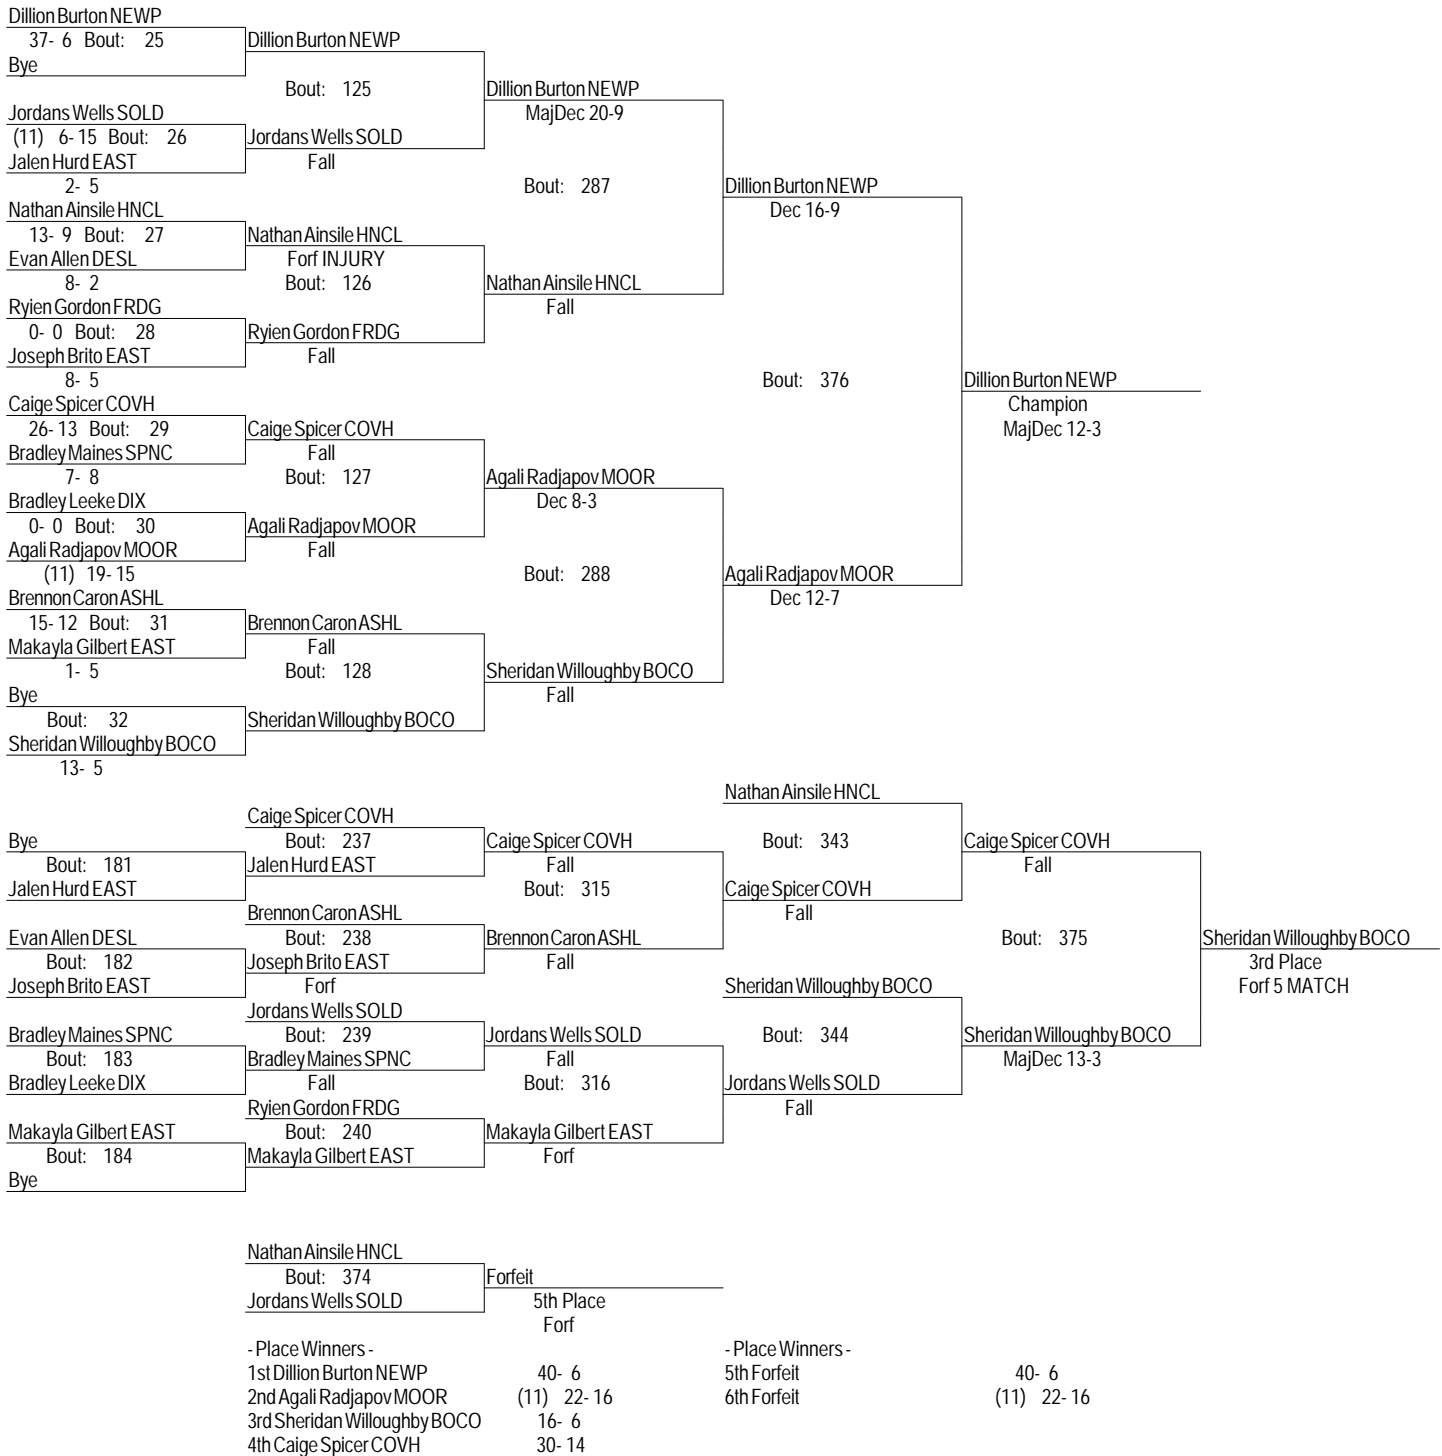 Dillion Burton NEWP
37- 6 Bout: 25
Dillion Burton NEWP
Bye
Bout: 125
Dillion Burton NEWP
Jordans Wells SOLD
MajDec 20-9
(11) 6- 15 Bout: 26
Jordans Wells SOLD
Jalen Hurd EAST
Fall
2- 5
Bout: 287
Dillion Burton NEWP
Nathan Ainsile HNCL
Dec 16-9
13- 9 Bout: 27
Nathan Ainsile HNCL
Evan Allen DESL
Forf INJURY
8- 2
Bout: 126
Nathan Ainsile HNCL
Ryien Gordon FRDG
Fall
0- 0 Bout: 28
Ryien Gordon FRDG
Joseph Brito EAST
Fall
8- 5
Bout: 376
Dillion Burton NEWP
Caige Spicer COVH
Champion
26- 13 Bout: 29
Caige Spicer COVH
MajDec 12-3
Bradley Maines SPNC
Fall
7- 8
Bout: 127
Agali Radjapov MOOR
Bradley Leeke DIX
Dec 8-3
0- 0 Bout: 30
Agali Radjapov MOOR
Agali Radjapov MOOR
Fall
(11) 19- 15
Bout: 288
Agali Radjapov MOOR
Brennon Caron ASHL
Dec 12-7
15- 12 Bout: 31
Brennon Caron ASHL
Makayla Gilbert EAST
Fall
1- 5
Bout: 128
Sheridan Willoughby BOCO
Bye
Fall
Bout: 32
Sheridan Willoughby BOCO
Sheridan Willoughby BOCO
13- 5
Nathan Ainsile HNCL
Caige Spicer COVH
Bye
Bout: 237
Caige Spicer COVH
Bout: 343
Caige Spicer COVH
Bout: 181
Jalen Hurd EAST
Fall
Fall
Jalen Hurd EAST
Bout: 315
Caige Spicer COVH
Brennon Caron ASHL
Fall
Evan Allen DESL
Bout: 238
Brennon Caron ASHL
Bout: 375
Sheridan Willoughby BOCO
Bout: 182
Joseph Brito EAST
Fall
3rd Place
Joseph Brito EAST
Forf
Sheridan Willoughby BOCO
Forf 5 MATCH
Jordans Wells SOLD
Bradley Maines SPNC
Bout: 239
Jordans Wells SOLD
Bout: 344
Sheridan Willoughby BOCO
Bout: 183
Bradley Maines SPNC
Fall
MajDec 13-3
Bradley Leeke DIX
Fall
Bout: 316
Jordans Wells SOLD
Ryien Gordon FRDG
Fall
Makayla Gilbert EAST
Bout: 240
Makayla Gilbert EAST
Bout: 184
Makayla Gilbert EAST
Forf
Bye
Nathan Ainsile HNCL
Bout: 374
Forfeit
Jordans Wells SOLD
5th Place
Forf
- Place Winners -
1st Dillion Burton NEWP 40- 6
2nd Agali Radjapov MOOR (11) 22- 16
3rd Sheridan Willoughby BOCO 16- 6
4th Caige Spicer COVH 30- 14
- Place Winners -
5th Forfeit 40- 6
6th Forfeit (11) 22- 16